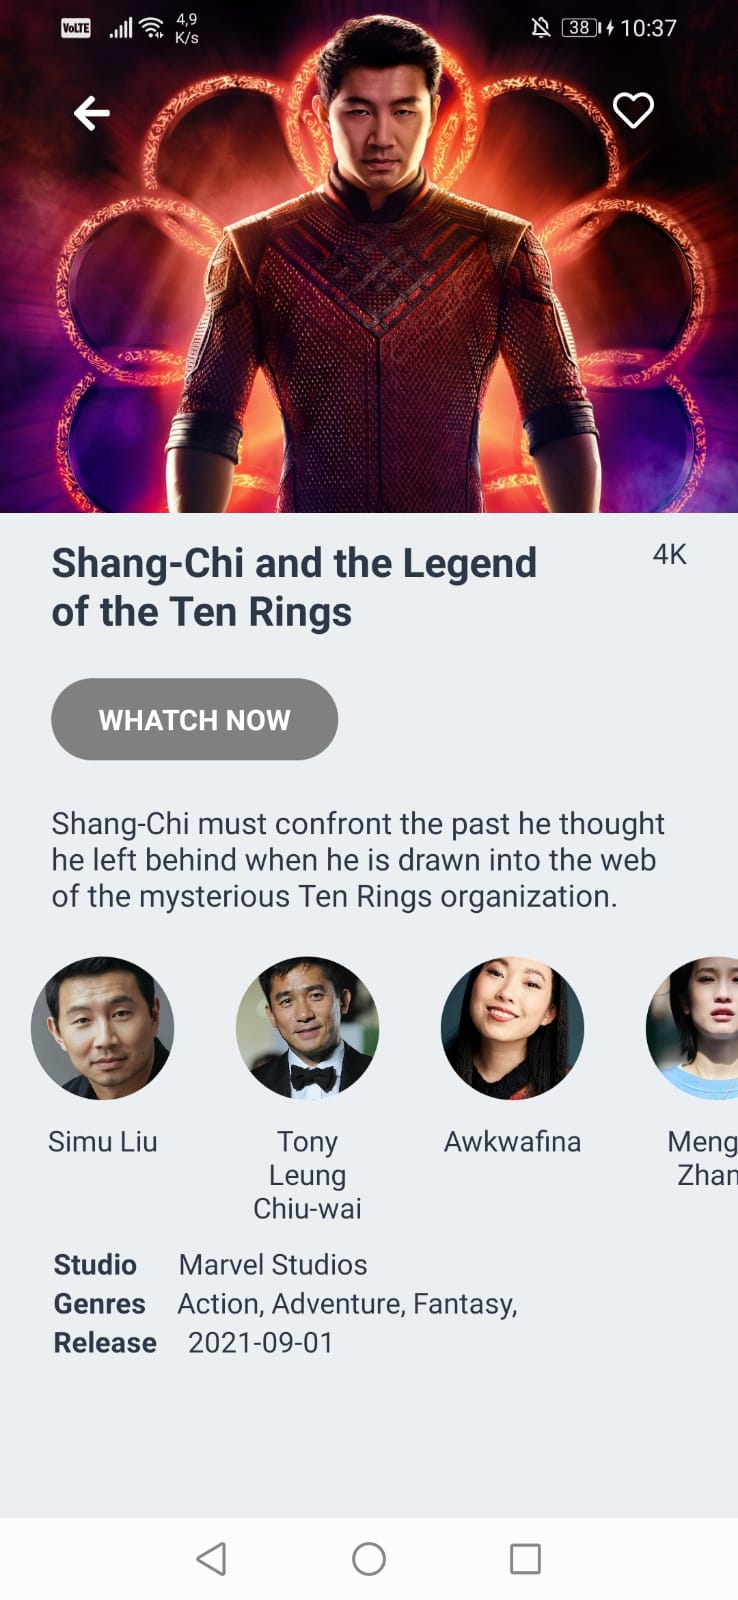 VoLTE 4,9 K/s 38 10:37
Shang-Chi and the Legend
of the Ten Rings
4K
WHATCH NOW
Shang-Chi must confront the past he thought
he left behind when he is drawn into the web
of the mysterious Ten Rings organization.
Simu Liu
Tony
Leung
Chiu-wai
Awkwafina
Meng
Zhan
Studio Marvel Studios
Genres Action, Adventure, Fantasy,
Release 2021-09-01